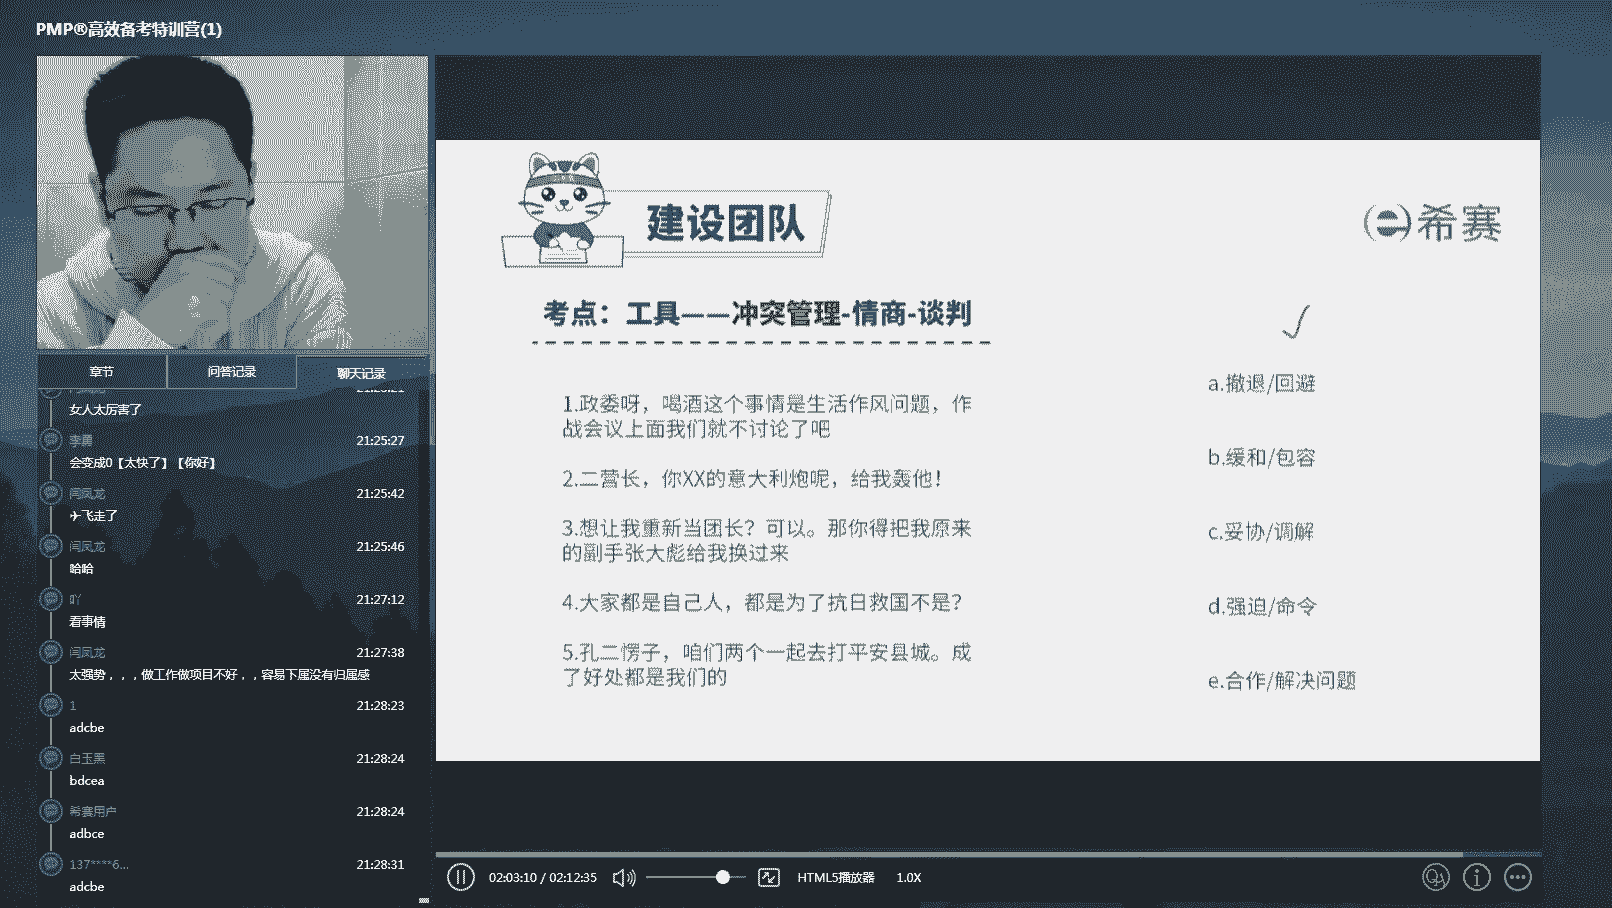 PMP®高效备考特训营(1)
章节
问答记录
聊天记录
女人太厉害了
李勇
21:25:27
会变成0【太快了】【你好】
闫凤龙
21:25:42
✈飞走了
闫凤龙
21:25:46
哈哈
吖
21:27:12
看事情
闫凤龙
21:27:38
太强势，，，做工作做项目不好，，容易下属没有归属感
1
21:28:23
adcbe
白玉黑
21:28:24
bdcea
希赛用户
21:28:24
adbce
137****6...
21:28:31
adcbe
建设团队
希赛
考点：工具——冲突管理-情商-谈判
1.政委呀，喝酒这个事情是生活作风问题，作
战会议上面我们就不讨论了吧
2.二营长，你XX的意大利炮呢，给我轰他！
3.想让我重新当团长？可以。那你得把我原来
的副手张大彪给我换过来
4.大家都是自己人，都是为了抗日救国不是？
5.孔二愣子，咱们两个一起去打平安县城。成
了好处都是我们的
a.撤退/回避
b.缓和/包容
c.妥协/调解
d.强迫/命令
e.合作/解决问题
02:03:10 / 02:12:35
HTML5播放器
1.0X